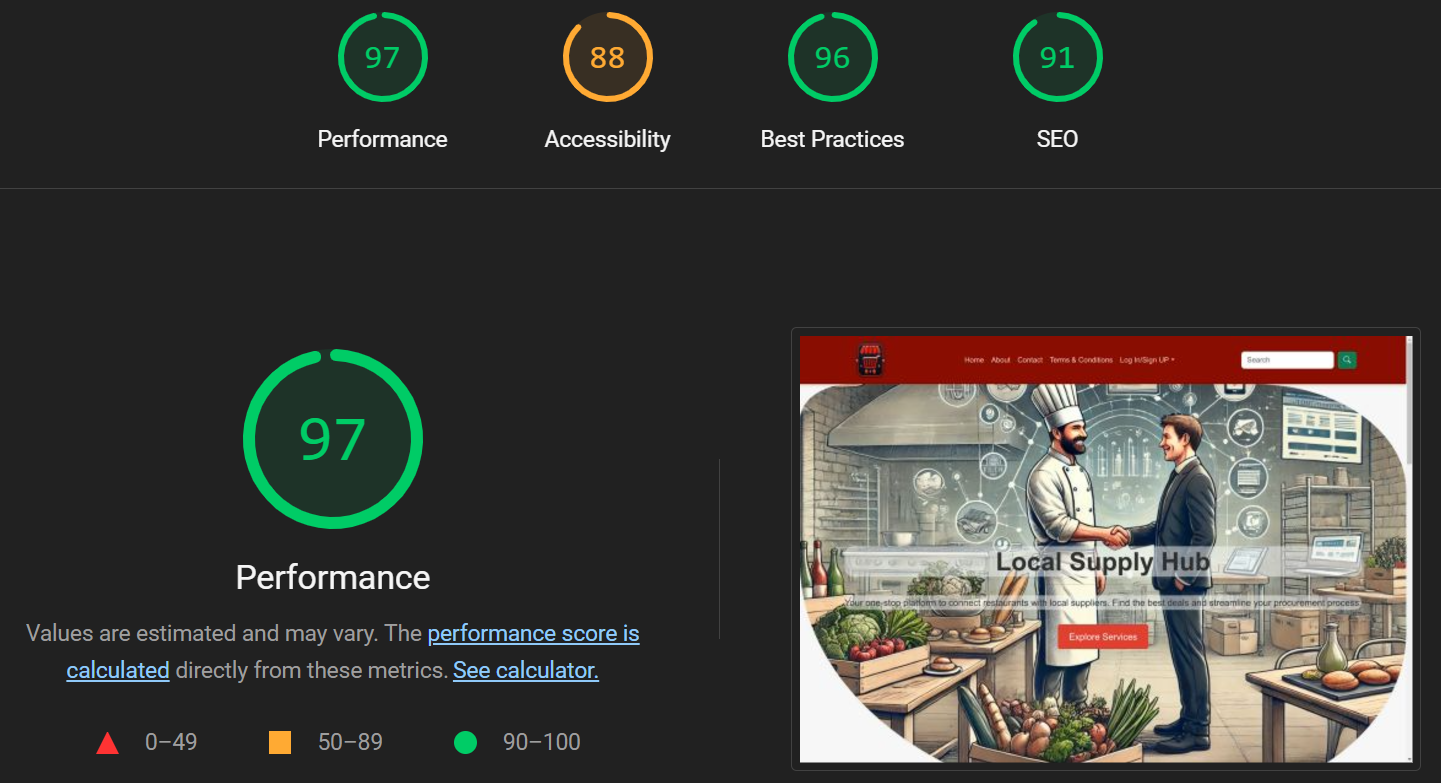 97
88
96
91
Performance
Accessibility
Best Practices
SEO
97
Performance
Values are estimated and may vary. The performance score is
calculated directly from these metrics. See calculator.
0–49
50–89
90–100
Home About Contact Terms & Conditions Log In/Sign UP
Search
Local Supply Hub
Your one-stop platform to connect restaurants with local suppliers. Find the best deals and streamline your procurement process.
Explore Services